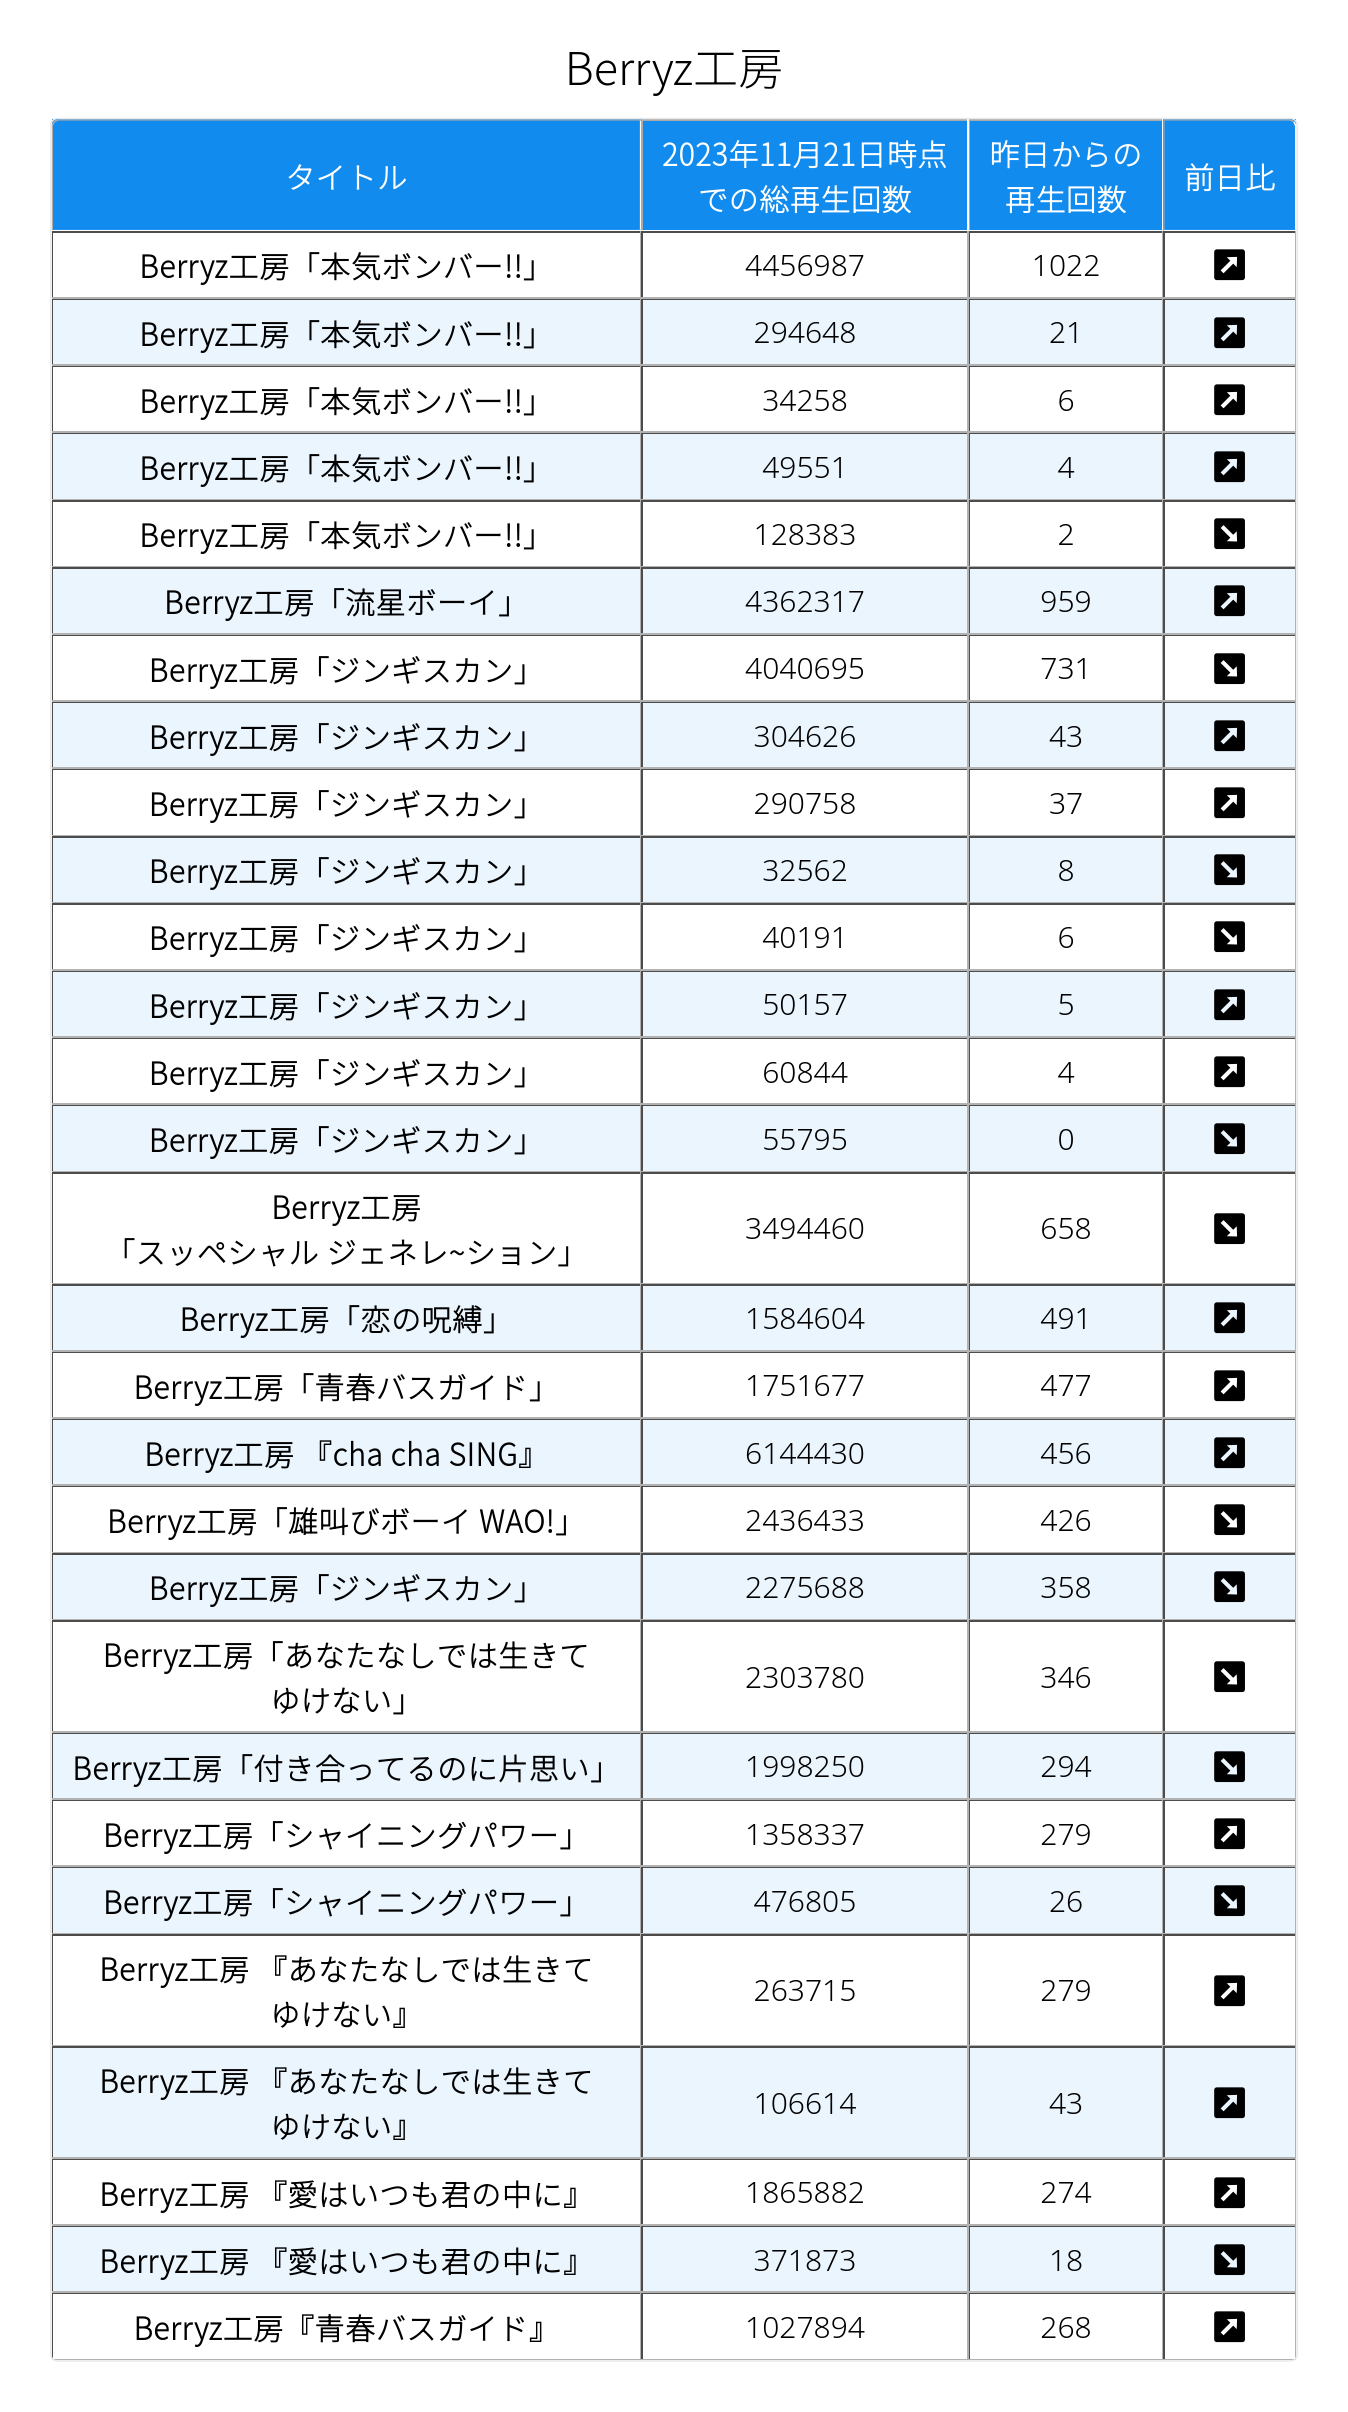 Berryz工房
タイトル 2023年11月21日時点 昨日からの 前日比
での総再生回数 再生回数
Berryz工房「本気ボンバー!!」 4456987 1022 ↗
Berryz工房「本気ボンバー!!」 294648 21 ↗
Berryz工房「本気ボンバー!!」 34258 6 ↗
Berryz工房「本気ボンバー!!」 49551 4 ↗
Berryz工房「本気ボンバー!!」 128383 2 ↘
Berryz工房「流星ボーイ」 4362317 959 ↗
Berryz工房「ジンギスカン」 4040695 731 ↘
Berryz工房「ジンギスカン」 304626 43 ↗
Berryz工房「ジンギスカン」 290758 37 ↗
Berryz工房「ジンギスカン」 32562 8 ↘
Berryz工房「ジンギスカン」 40191 6 ↘
Berryz工房「ジンギスカン」 50157 5 ↗
Berryz工房「ジンギスカン」 60844 4 ↗
Berryz工房「ジンギスカン」 55795 0 ↘
Berryz工房
「スッペシャル ジェネレ~ション」 3494460 658 ↘
Berryz工房「恋の呪縛」 1584604 491 ↗
Berryz工房「青春バスガイド」 1751677 477 ↗
Berryz工房 『cha cha SING』 6144430 456 ↗
Berryz工房「雄叫びボーイ WAO!」 2436433 426 ↘
Berryz工房「ジンギスカン」 2275688 358 ↘
Berryz工房「あなたなしでは生きて
ゆけない」 2303780 346 ↘
Berryz工房「付き合ってるのに片思い」 1998250 294 ↘
Berryz工房「シャイニングパワー」 1358337 279 ↗
Berryz工房「シャイニングパワー」 476805 26 ↘
Berryz工房 『あなたなしでは生きて
ゆけない』 263715 279 ↗
Berryz工房 『あなたなしでは生きて
ゆけない』 106614 43 ↗
Berryz工房 『愛はいつも君の中に』 1865882 274 ↗
Berryz工房 『愛はいつも君の中に』 371873 18 ↘
Berryz工房『青春バスガイド』 1027894 268 ↗